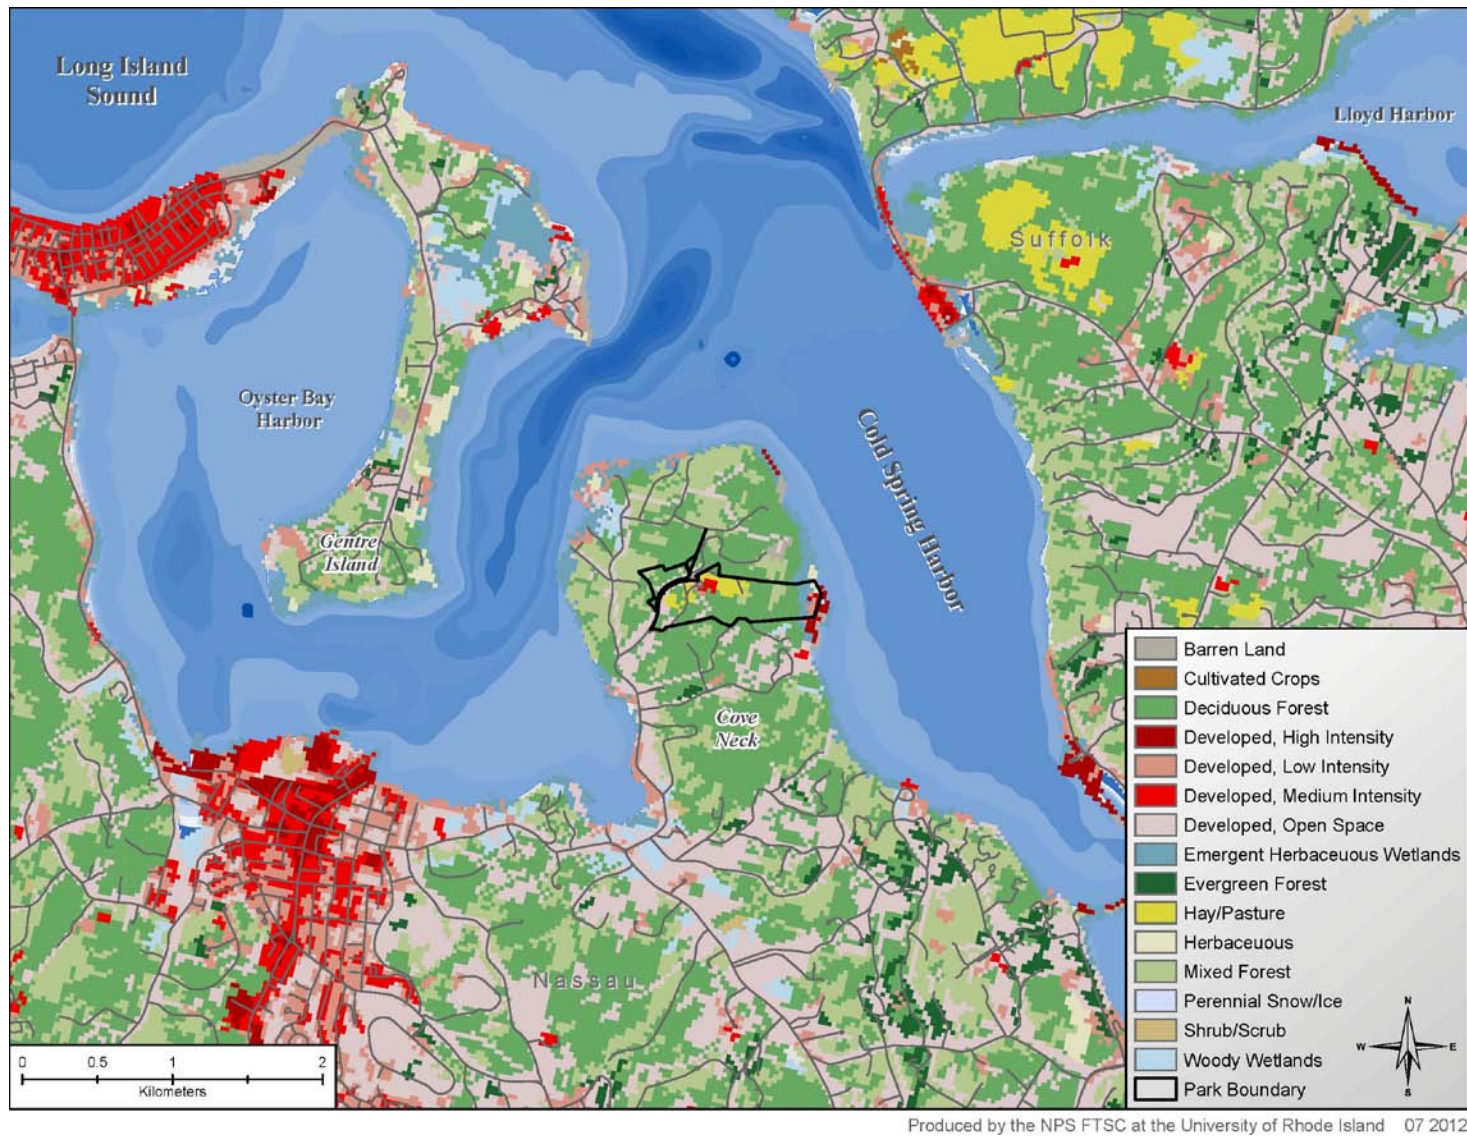 Long Island
Sound
Lloyd Harbor
Suffolk
Oyster Bay
Harbor
Cold Spring Harbor
Gentre
Island
Cove
Neck
Nassau
Barren Land
Cultivated Crops
Deciduous Forest
Developed, High Intensity
Developed, Low Intensity
Developed, Medium Intensity
Developed, Open Space
Emergent Herbaceuous Wetlands
Evergreen Forest
Hay/Pasture
Herbaceuous
Mixed Forest
Perennial Snow/Ice
Shrub/Scrub
Woody Wetlands
Park Boundary
N
W E
S
0 0.5 1 2
Kilometers
Produced by the NPS FTSC at the University of Rhode Island 07 2012